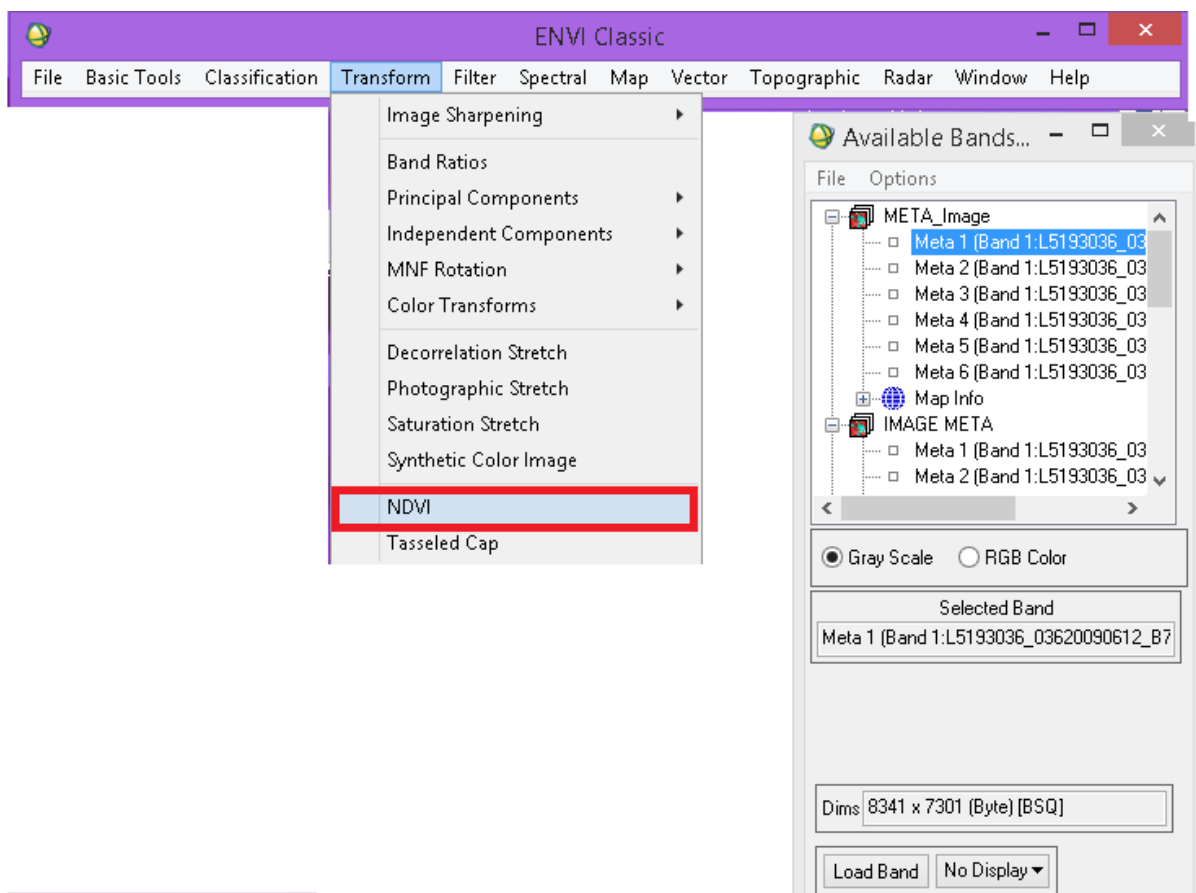 ENVI Classic
File Basic Tools Classification Transform Filter Spectral Map Vector Topographic Radar Window Help
Image Sharpening
Band Ratios
Principal Components
Independent Components
MNF Rotation
Color Transforms
Decorrelation Stretch
Photographic Stretch
Saturation Stretch
Synthetic Color Image
NDVI
Tasseled Cap
Available Bands...
File Options
META_Image
Meta 1 (Band 1:L5193036_03
Meta 2 (Band 1:L5193036_03
Meta 3 (Band 1:L5193036_03
Meta 4 (Band 1:L5193036_03
Meta 5 (Band 1:L5193036_03
Meta 6 (Band 1:L5193036_03
Map Info
IMAGE META
Meta 1 (Band 1:L5193036_03
Meta 2 (Band 1:L5193036_03
Gray Scale RGB Color
Selected Band
Meta 1 (Band 1:L5193036_03620090612_B7
Dims 8341 x 7301 (Byte) [BSQ]
Load Band No Display